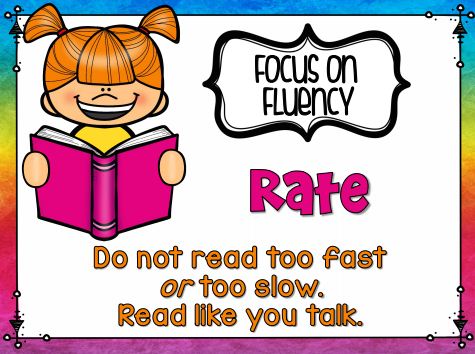 FOCUS ON
FLUENCY
Rate
Do not read too fast
or too slow.
Read like you talk.